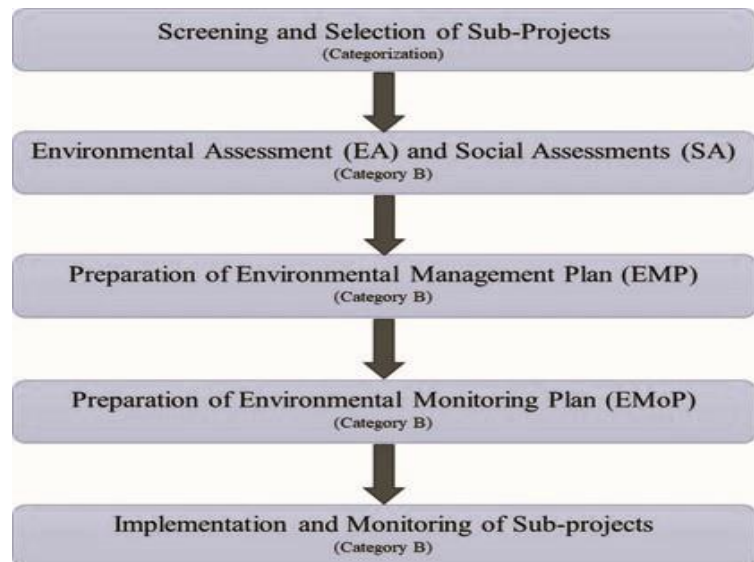 Screening and Selection of Sub-Projects
(Categorization)
Environmental Assessment (EA) and Social Assessments (SA)
(Category B)
Preparation of Environmental Management Plan (EMP)
(Category B)
Preparation of Environmental Monitoring Plan (EMoP)
(Category B)
Implementation and Monitoring of Sub-projects
(Category B)